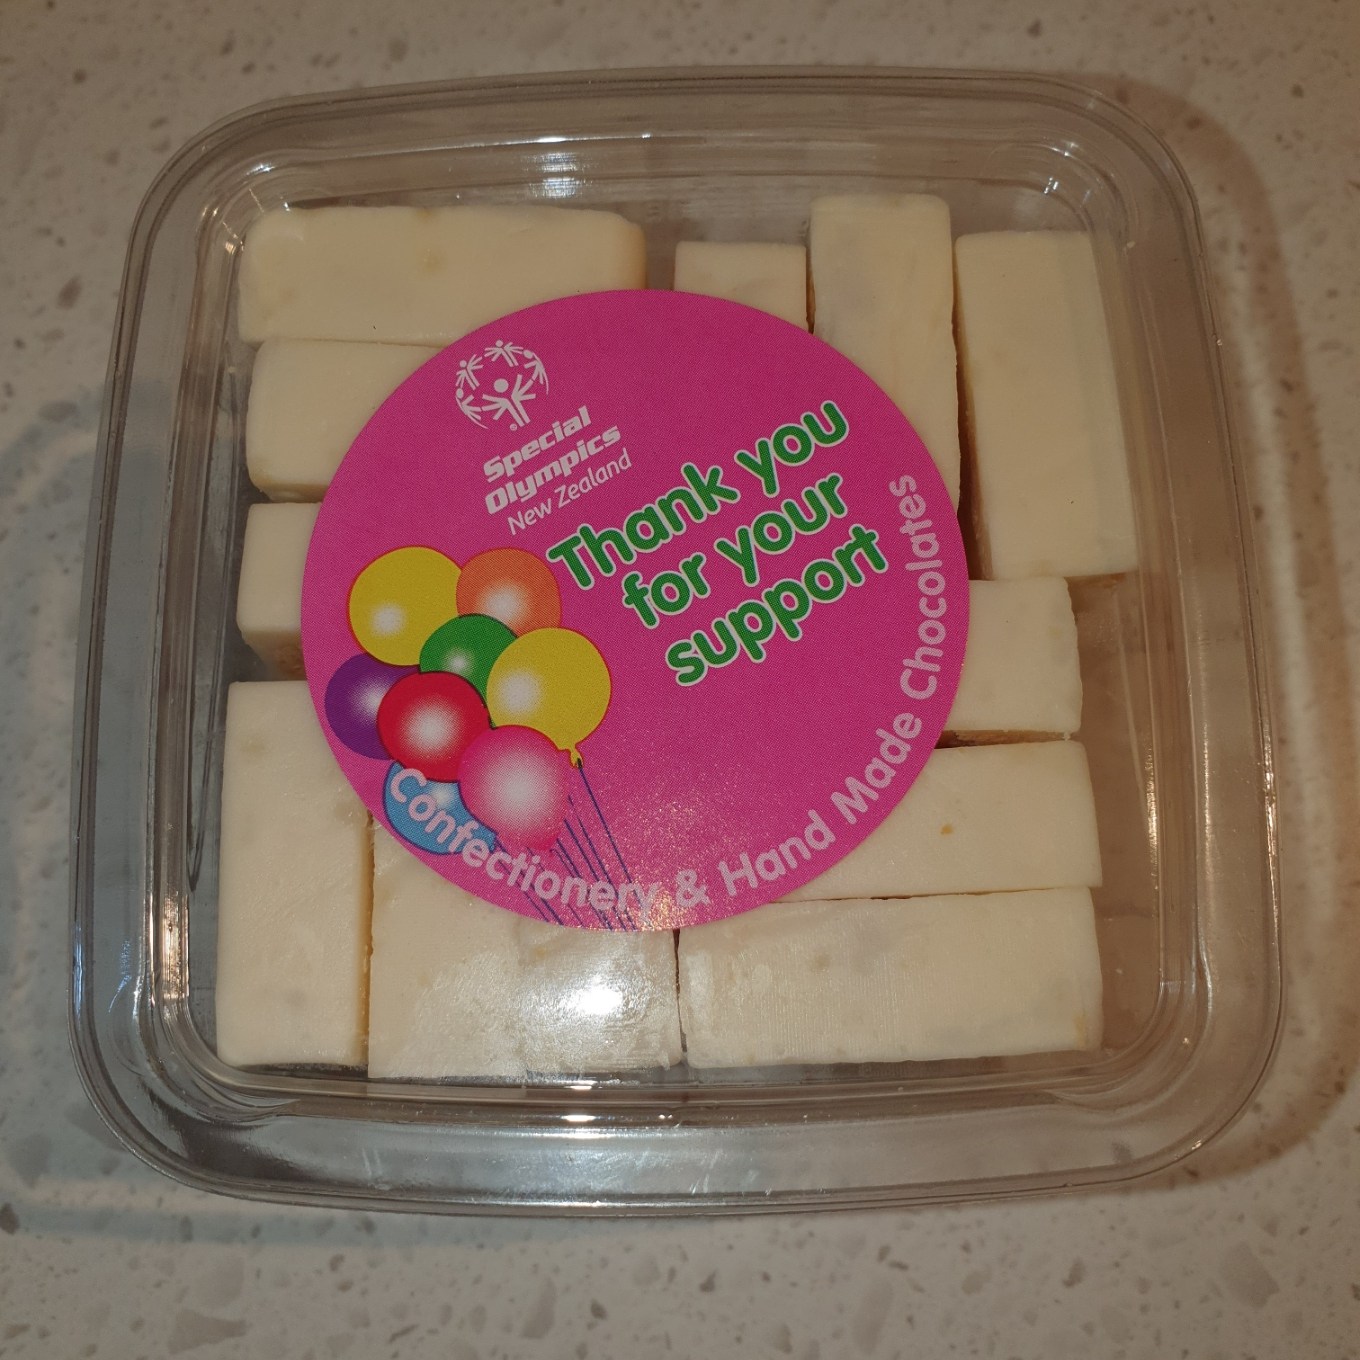 Special
Olympics
New Zealand
Thank you
for your
support
Confectionery & Hand Made Chocolates